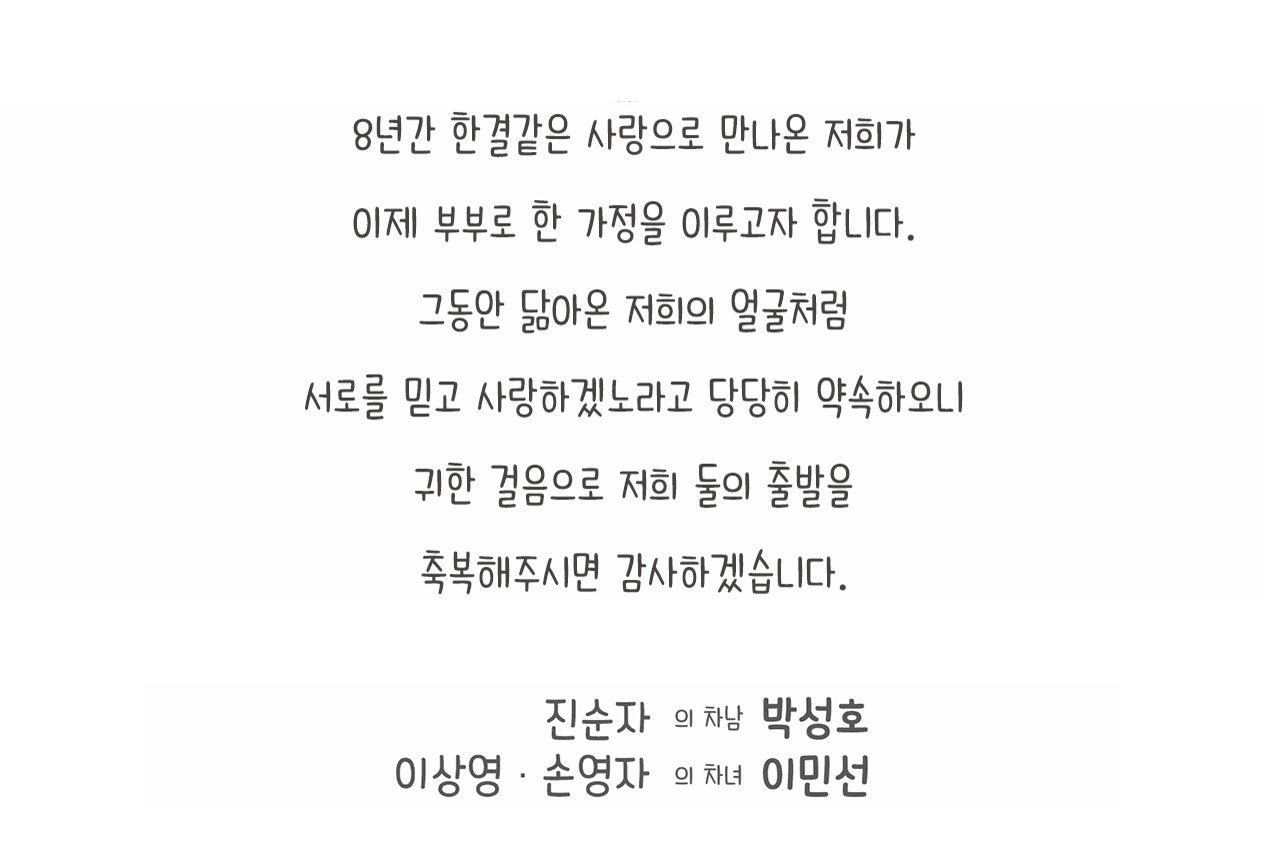 8년간 한결같은 사랑으로 만나온 저희가
이제 부부로 한 가정을 이루고자 합니다.
그동안 닮아온 저희의 얼굴처럼
서로를 믿고 사랑하겠노라고 당당히 약속하오니
귀한 걸음으로 저희 둘의 출발을
축복해주시면 감사하겠습니다.
진순자 의 차남 박성호
이상영 · 손영자 의 차녀 이민선